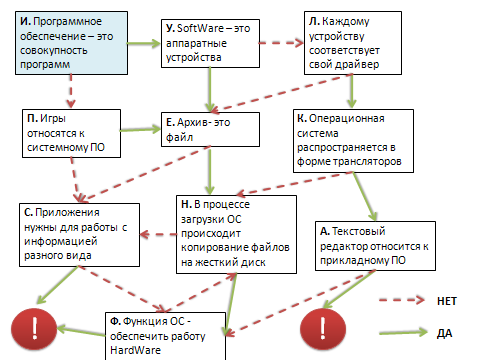 И. Программное
обеспечение – это
совокупность
программ
У. SoftWare – это
аппаратные
устройства
Л. Каждому
устройству
соответствует
свой драйвер
П. Игры
относятся к
системному ПО
Е. Архив- это
файл
К. Операционная
система
распространяется в
форме трансляторов
С. Приложения
нужны для работы с
информацией
разного вида
Н. В процессе
загрузки ОС
происходит
копирование файлов
на жесткий диск
А. Текстовый
редактор относится к
прикладному ПО
!
Ф. Функция ОС -
обеспечить работу
HardWare
!
НЕТ
ДА